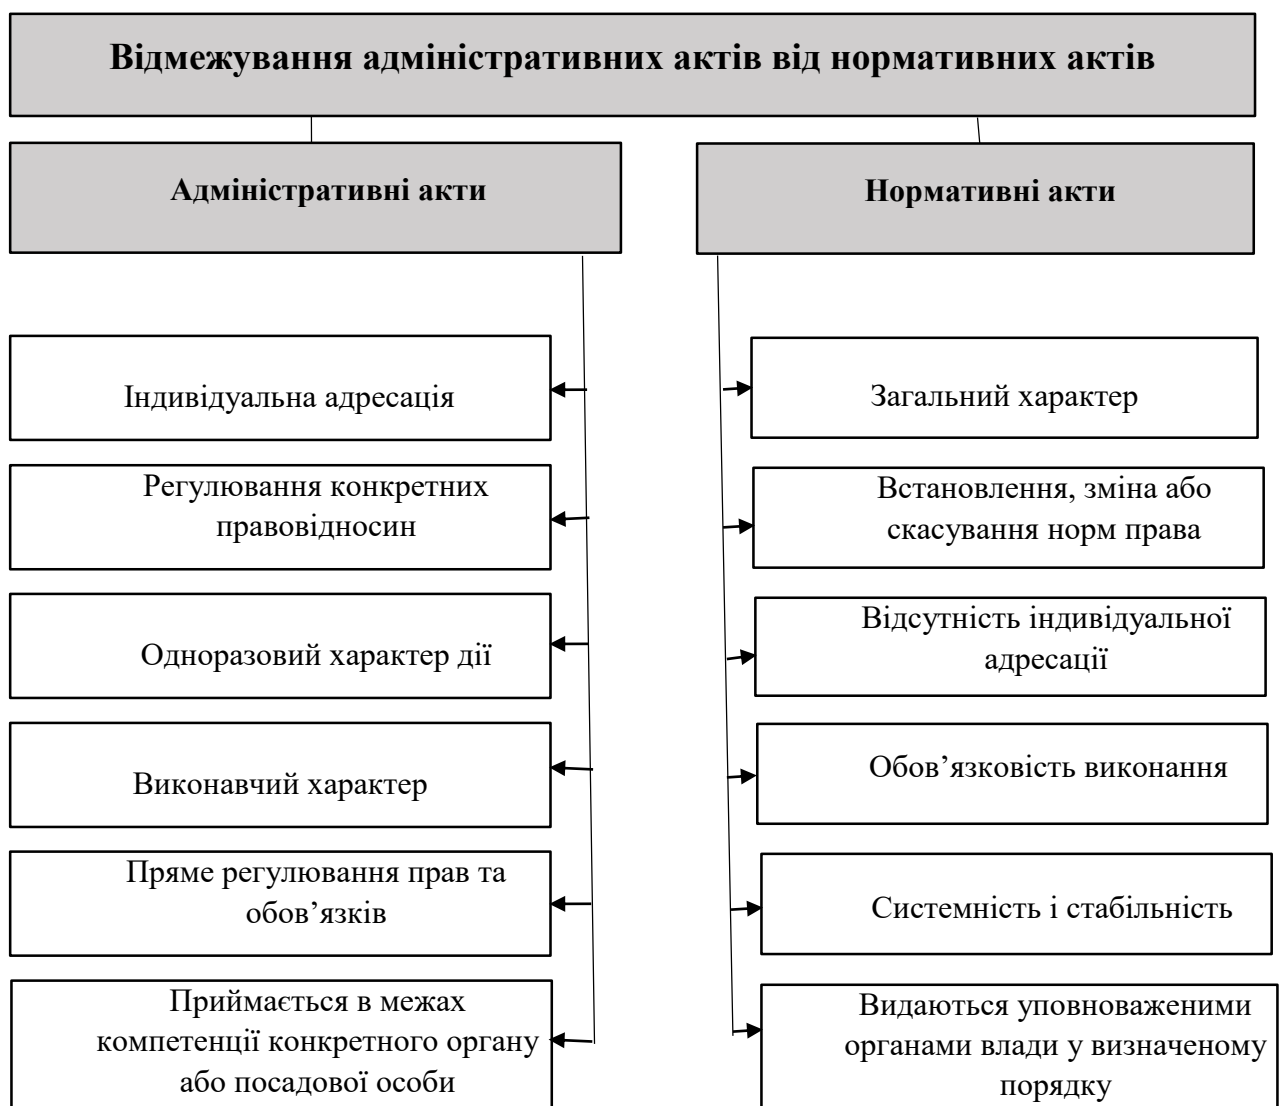 Відмежування адміністративних актів від нормативних актів
Адміністративні акти
Нормативні акти
Індивідуальна адресація
Загальний характер
Регулювання конкретних
правовідносин
Встановлення, зміна або
скасування норм права
Одноразовий характер дії
Відсутність індивідуальної
адресації
Виконавчий характер
Обов’язковість виконання
Пряме регулювання прав та
обов’язків
Системність і стабільність
Приймається в межах
компетенції конкретного органу
або посадової особи
Видаються уповноваженими
органами влади у визначеному
порядку